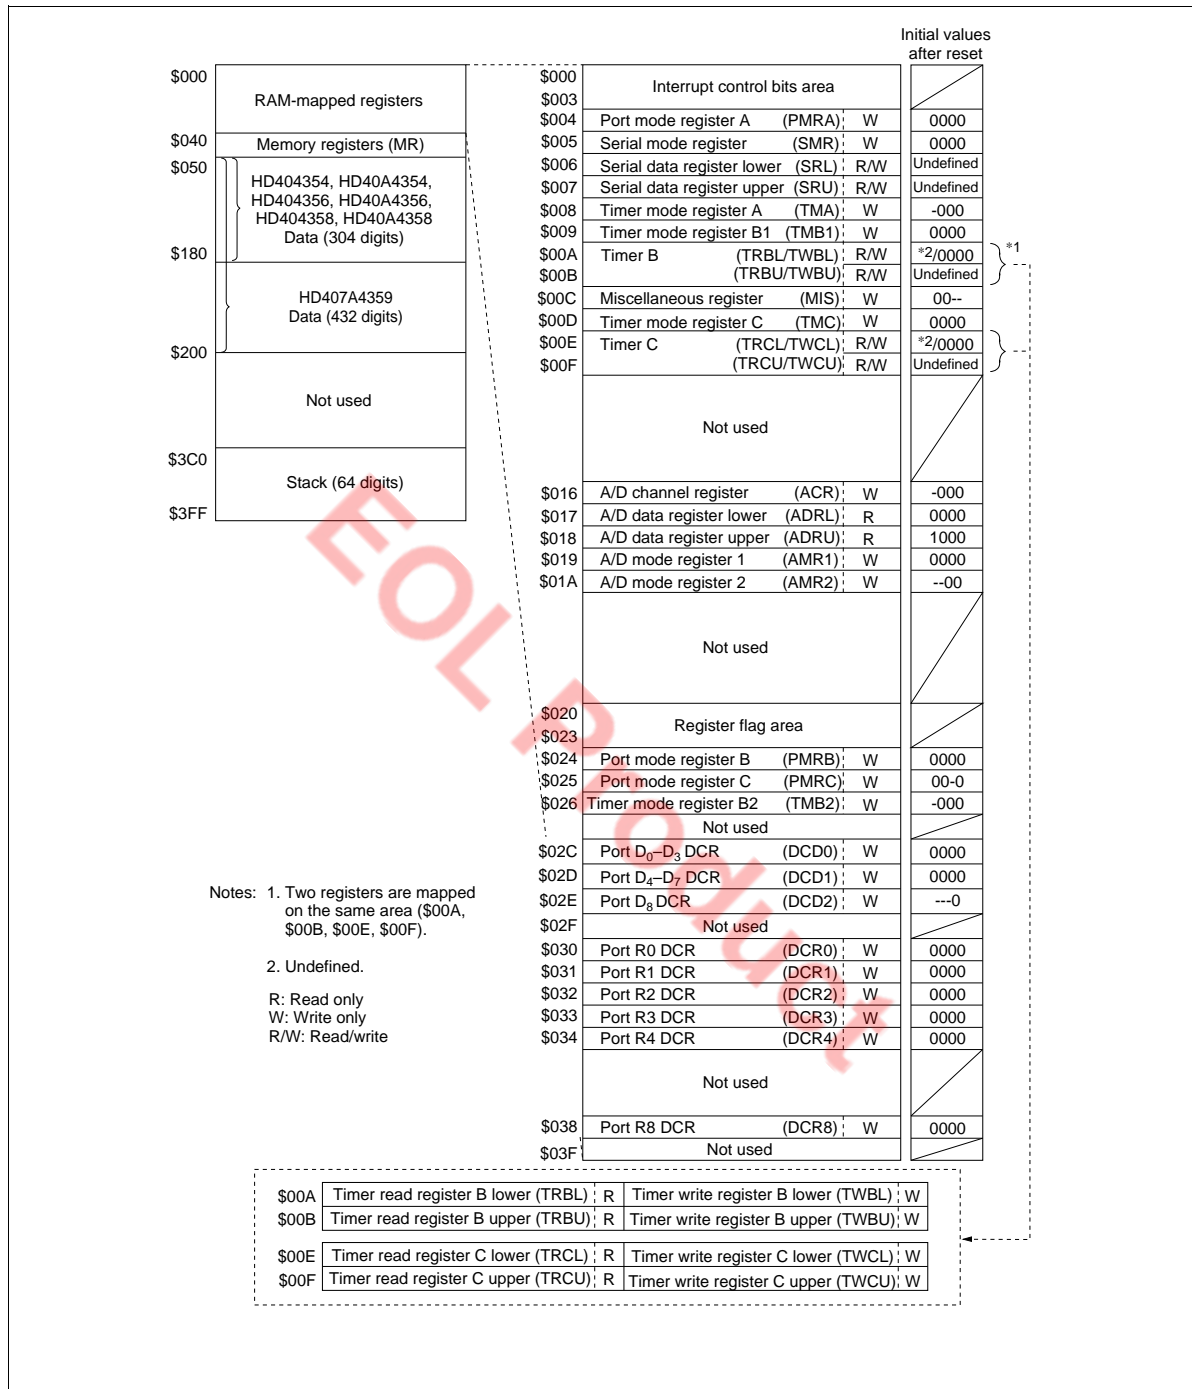 Initial values
after reset
$000
RAM-mapped registers
$040
Memory registers (MR)
$050
HD404354, HD40A4354,
HD404356, HD40A4356,
HD404358, HD40A4358
Data (304 digits)
$180
HD407A4359
Data (432 digits)
$200
Not used
$3C0
Stack (64 digits)
$3FF
$000
$003
Interrupt control bits area
$004 Port mode register A (PMRA) W 0000
$005 Serial mode register (SMR) W 0000
$006 Serial data register lower (SRL) R/W Undefined
$007 Serial data register upper (SRU) R/W Undefined
$008 Timer mode register A (TMA) W -000
$009 Timer mode register B1 (TMB1) W 0000
$00A Timer B (TRBL/TWBL) R/W *2/0000
$00B (TRBU/TWBU) R/W Undefined
*1
$00C Miscellaneous register (MIS) W 00--
$00D Timer mode register C (TMC) W 0000
$00E Timer C (TRCL/TWCL) R/W *2/0000
$00F (TRCU/TWCU) R/W Undefined
Not used
$016 A/D channel register (ACR) W -000
$017 A/D data register lower (ADRL) R 0000
$018 A/D data register upper (ADRU) R 1000
$019 A/D mode register 1 (AMR1) W 0000
$01A A/D mode register 2 (AMR2) W --00
Not used
$020
$023
Register flag area
$024 Port mode register B (PMRB) W 0000
$025 Port mode register C (PMRC) W 00-0
$026 Timer mode register B2 (TMB2) W -000
Not used
$02C Port D0–D3 DCR (DCD0) W 0000
$02D Port D4–D7 DCR (DCD1) W 0000
$02E Port D8 DCR (DCD2) W ---0
$02F Not used
$030 Port R0 DCR (DCR0) W 0000
$031 Port R1 DCR (DCR1) W 0000
$032 Port R2 DCR (DCR2) W 0000
$033 Port R3 DCR (DCR3) W 0000
$034 Port R4 DCR (DCR4) W 0000
Not used
$038 Port R8 DCR (DCR8) W 0000
$03F Not used
Notes: 1. Two registers are mapped
on the same area ($00A,
$00B, $00E, $00F).
2. Undefined.
R: Read only
W: Write only
R/W: Read/write
$00A Timer read register B lower (TRBL) R Timer write register B lower (TWBL) W
$00B Timer read register B upper (TRBU) R Timer write register B upper (TWBU) W
$00E Timer read register C lower (TRCL) R Timer write register C lower (TWCL) W
$00F Timer read register C upper (TRCU) R Timer write register C upper (TWCU) W
EOL Product